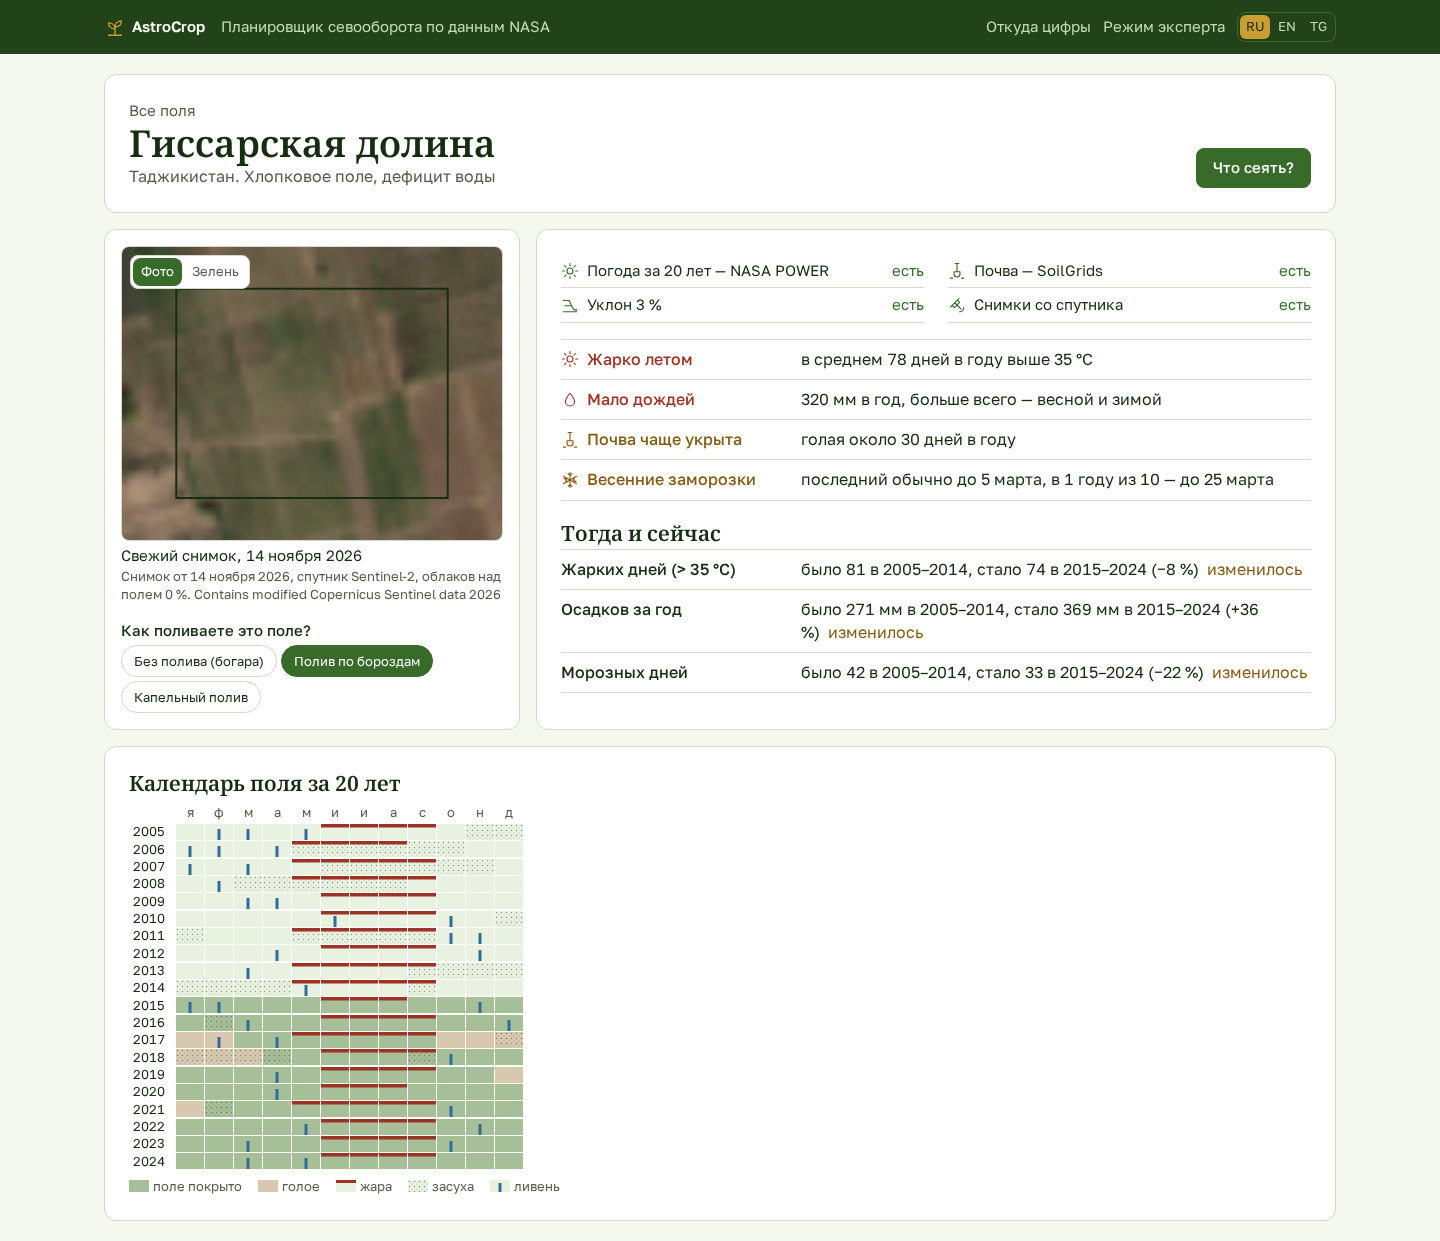 AstroCrop Планировщик севооборота по данным NASA Откуда цифры Режим эксперта RU EN TG
Все поля
Гиссарская долина
Таджикистан. Хлопковое поле, дефицит воды
Что сеять?
Фото Зелень
Свежий снимок, 14 ноября 2026
Снимок от 14 ноября 2026, спутник Sentinel-2, облаков над
полем 0 %. Contains modified Copernicus Sentinel data 2026
Как поливаете это поле?
Без полива (богара) Полив по бороздам
Капельный полив
Погода за 20 лет — NASA POWER есть
Почва — SoilGrids есть
Уклон 3 % есть
Снимки со спутника есть
Жарко летом в среднем 78 дней в году выше 35 °C
Мало дождей 320 мм в год, больше всего — весной и зимой
Почва чаще укрыта голая около 30 дней в году
Весенние заморозки последний обычно до 5 марта, в 1 году из 10 — до 25 марта
Тогда и сейчас
Жарких дней (> 35 °C) было 81 в 2005–2014, стало 74 в 2015–2024 (−8 %) изменилось
Осадков за год было 271 мм в 2005–2014, стало 369 мм в 2015–2024 (+36
%) изменилось
Морозных дней было 42 в 2005–2014, стало 33 в 2015–2024 (−22 %) изменилось
Календарь поля за 20 лет
я ф м а м и и а с о н д
2005
2006
2007
2008
2009
2010
2011
2012
2013
2014
2015
2016
2017
2018
2019
2020
2021
2022
2023
2024
поле покрыто голое жара засуха ливень